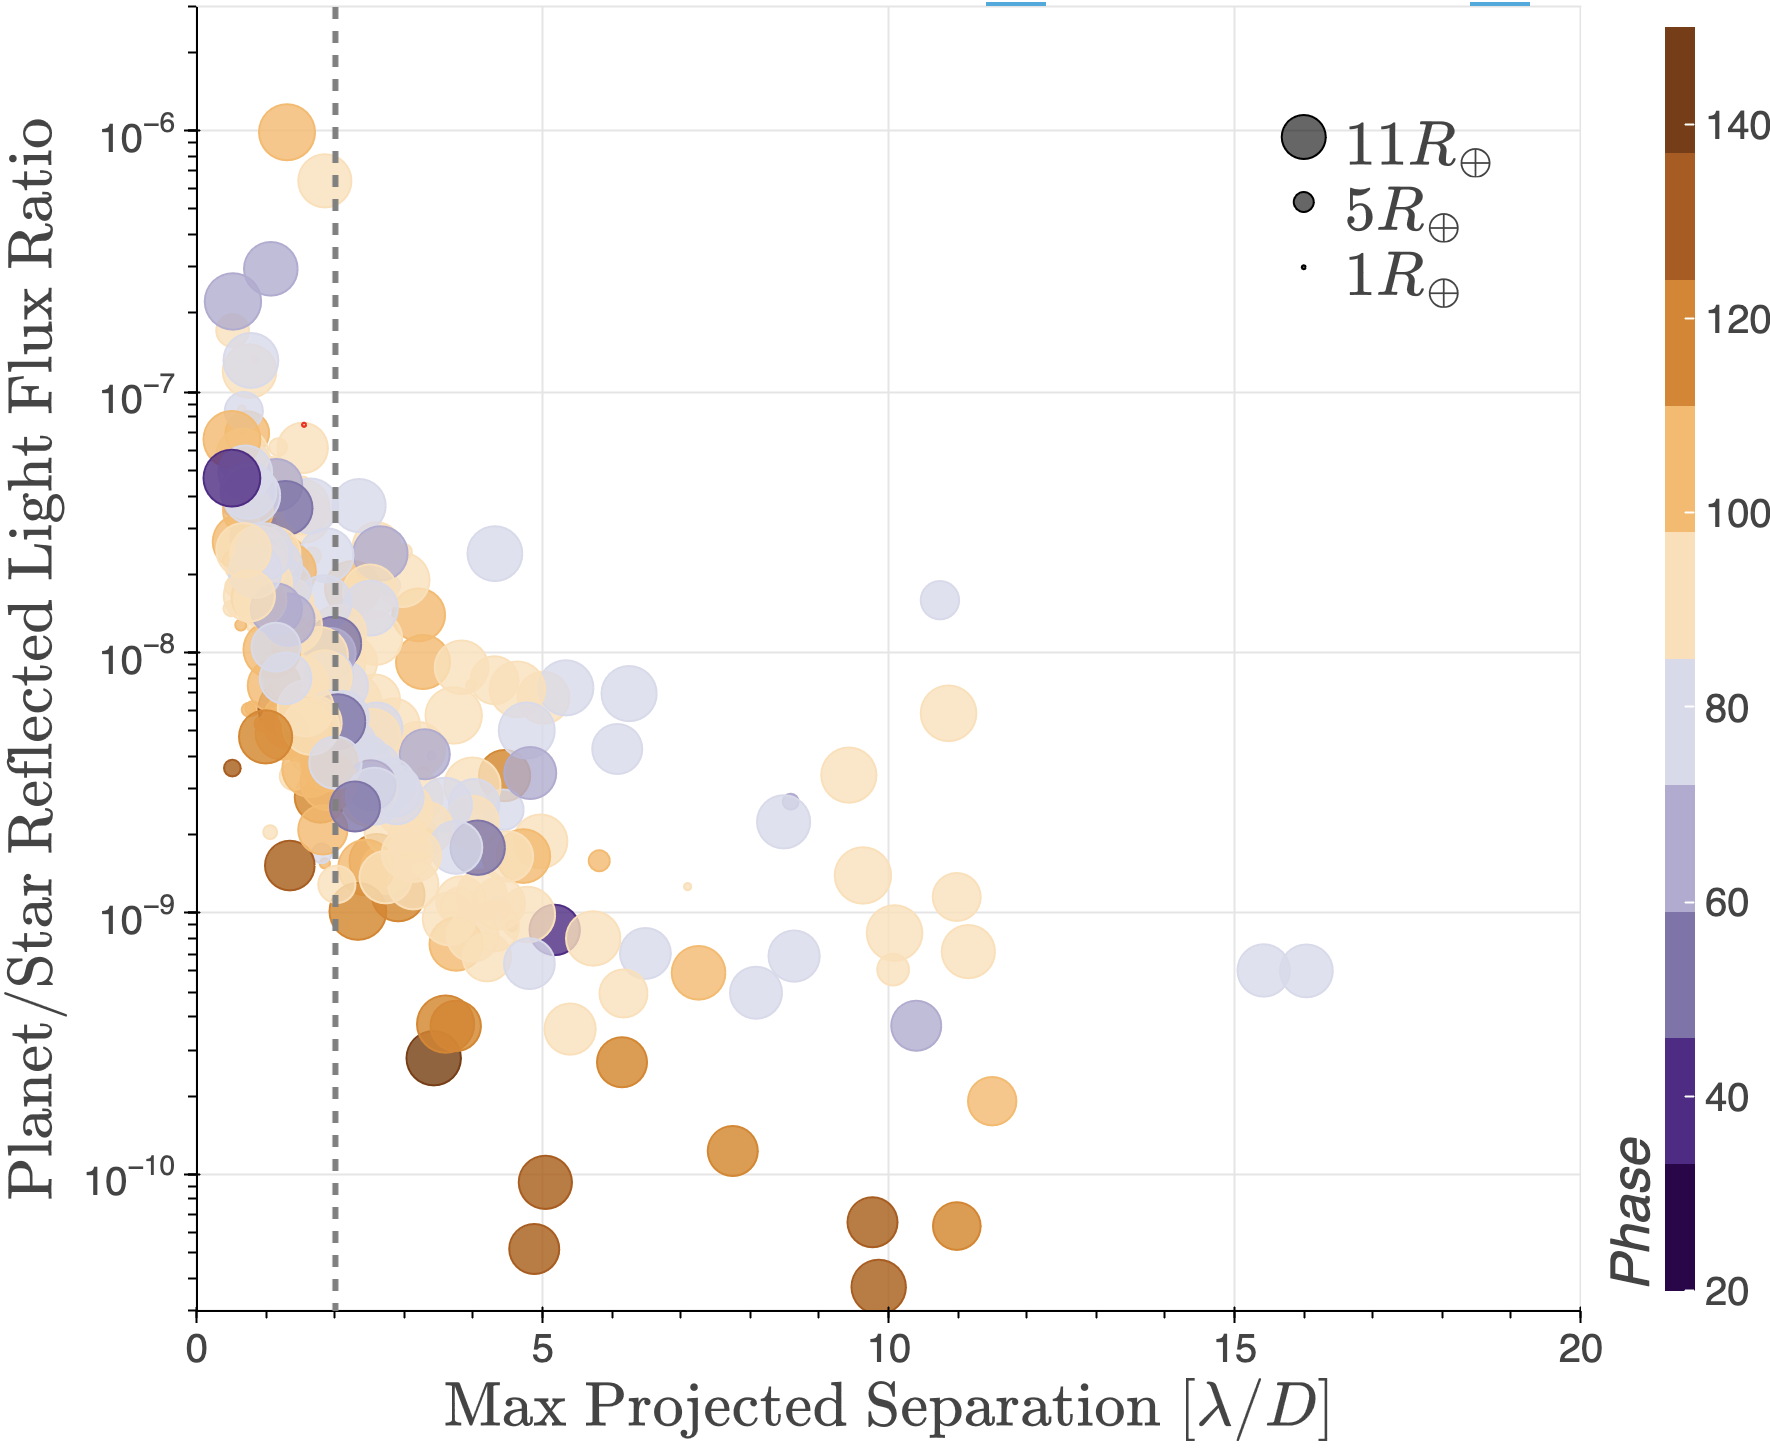 Planet/Star Reflected Light Flux Ratio
10⁻⁶
10⁻⁷
10⁻⁸
10⁻⁹
10⁻¹⁰
11R⊕
5R⊕
1R⊕
0 5 10 15 20
Max Projected Separation [λ/D]
Phase
140
120
100
80
60
40
20